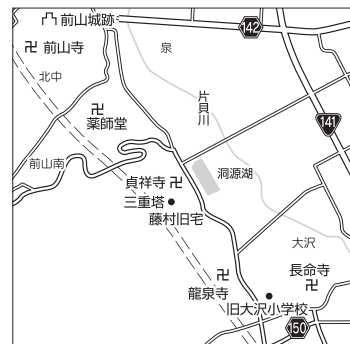 前山城跡
142
泉
前山寺
北中
片貝川
薬師堂
141
前山南
洞源湖
貞祥寺
三重塔
藤村旧宅
大沢
長命寺
龍泉寺
旧大沢小学校
150